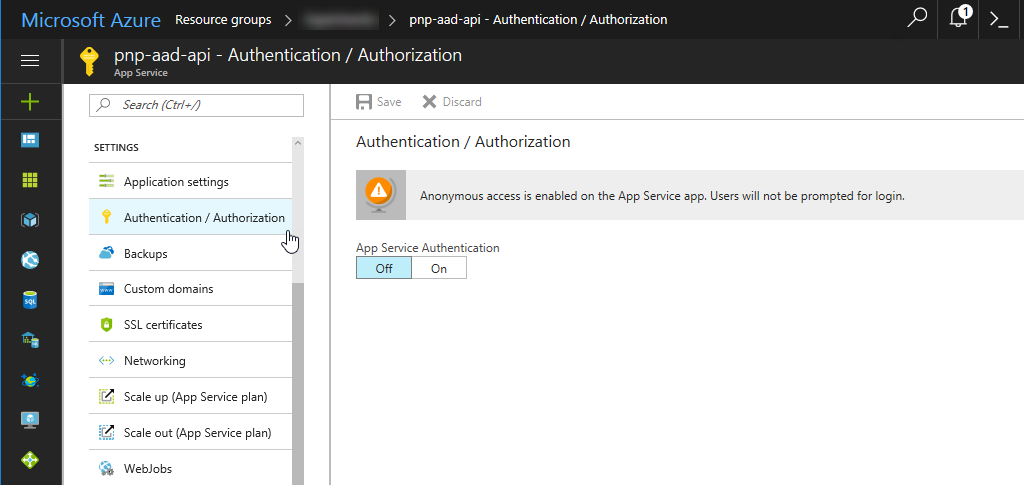 Microsoft Azure Resource groups > > pnp-aad-api - Authentication / Authorization 1
pnp-aad-api - Authentication / Authorization
App Service
Search (Ctrl+/)
Save Discard
SETTINGS
Application settings
Authentication / Authorization
Backups
Custom domains
SSL certificates
Networking
Scale up (App Service plan)
Scale out (App Service plan)
WebJobs
SQL
Authentication / Authorization
Anonymous access is enabled on the App Service app. Users will not be prompted for login.
App Service Authentication
Off On